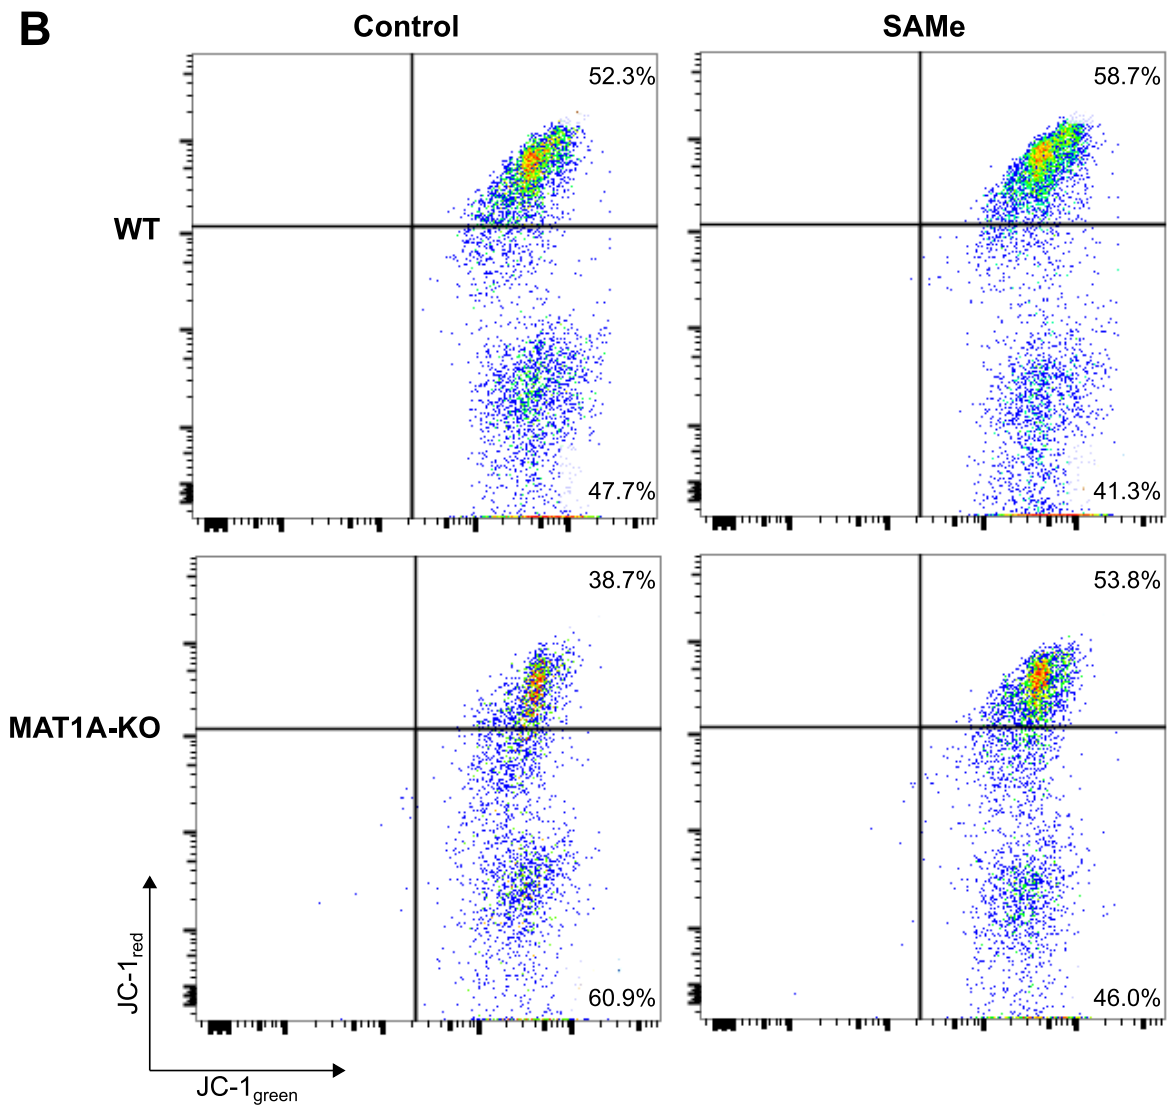 B
Control
SAMe
52.3%
58.7%
WT
47.7%
41.3%
38.7%
53.8%
MAT1A-KO
60.9%
46.0%
JC-1red
JC-1green